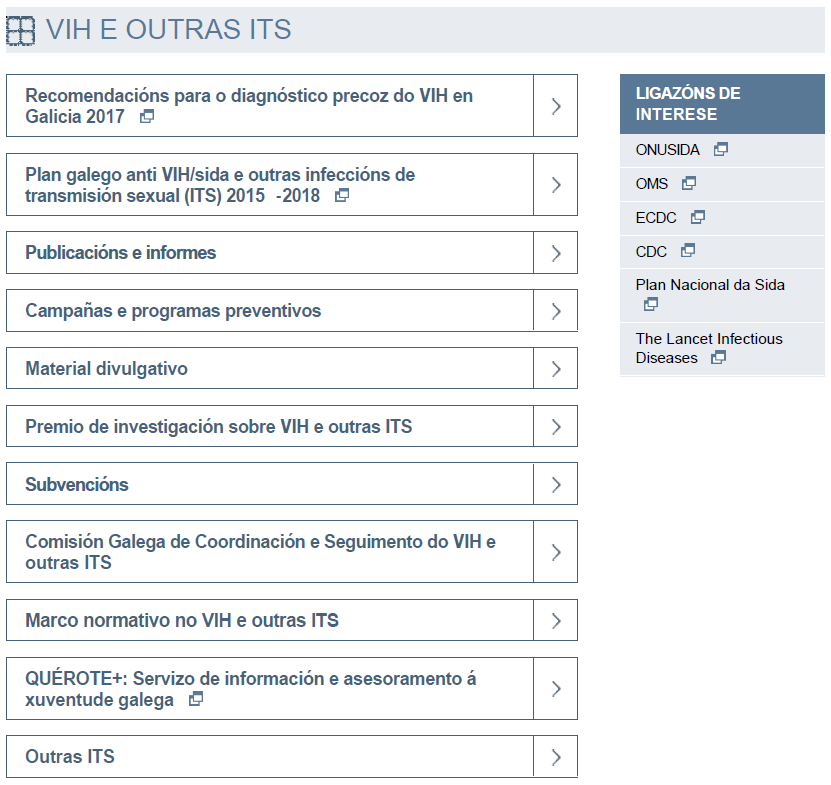 VIH E OUTRAS ITS
Recomendacións para o diagnóstico precoz do VIH en
Galicia 2017
Plan galego anti VIH/sida e outras infeccións de
transmisión sexual (ITS) 2015 -2018
Publicacións e informes
Campañas e programas preventivos
Material divulgativo
Premio de investigación sobre VIH e outras ITS
Subvencións
Comisión Galega de Coordinación e Seguimento do VIH e
outras ITS
Marco normativo no VIH e outras ITS
QUÉROTE+: Servizo de información e asesoramento á
xuventude galega
Outras ITS
LIGAZÓNS DE
INTERESE
ONUSIDA
OMS
ECDC
CDC
Plan Nacional da Sida
The Lancet Infectious
Diseases